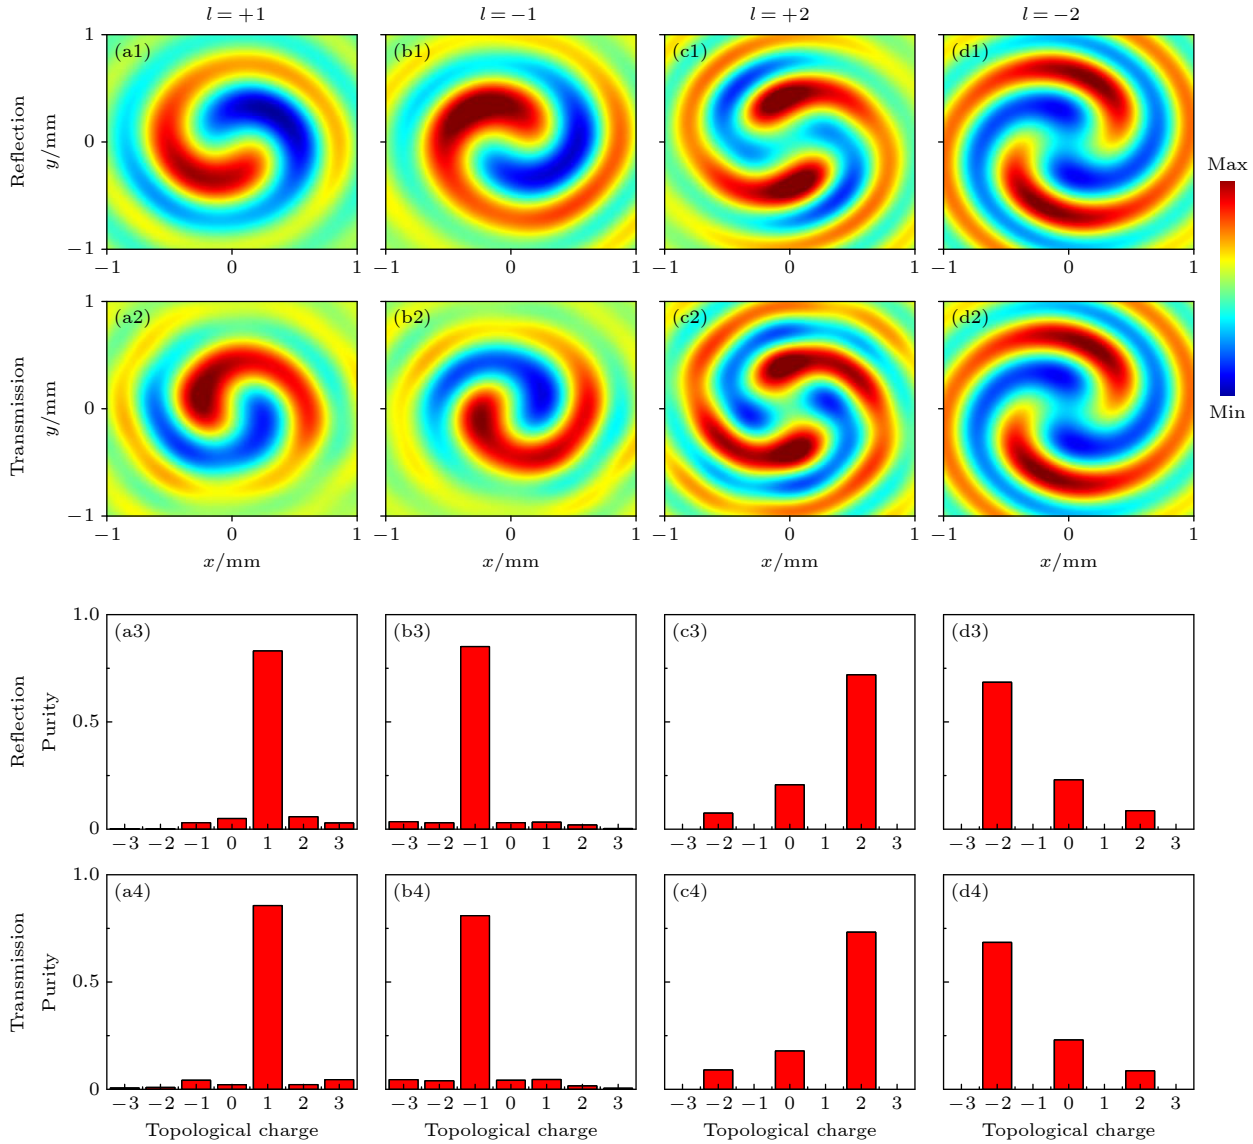 l = +1 l = −1 l = +2 l = −2
Reflection
y/mm
1 (a1) (b1) (c1) (d1)
0
−1
−1 0 1 −1 0 1 −1 0 1 −1 0 1
Max
Min
Transmission
y/mm
1 (a2) (b2) (c2) (d2)
0
−1
−1 0 1 −1 0 1 −1 0 1 −1 0 1
x/mm x/mm x/mm x/mm
Reflection
Purity
1.0 (a3) (b3) (c3) (d3)
0.5
0
−3 −2 −1 0 1 2 3 −3 −2 −1 0 1 2 3 −3 −2 −1 0 1 2 3 −3 −2 −1 0 1 2 3
Transmission
Purity
1.0 (a4) (b4) (c4) (d4)
0.5
0
−3 −2 −1 0 1 2 3 −3 −2 −1 0 1 2 3 −3 −2 −1 0 1 2 3 −3 −2 −1 0 1 2 3
Topological charge Topological charge Topological charge Topological charge